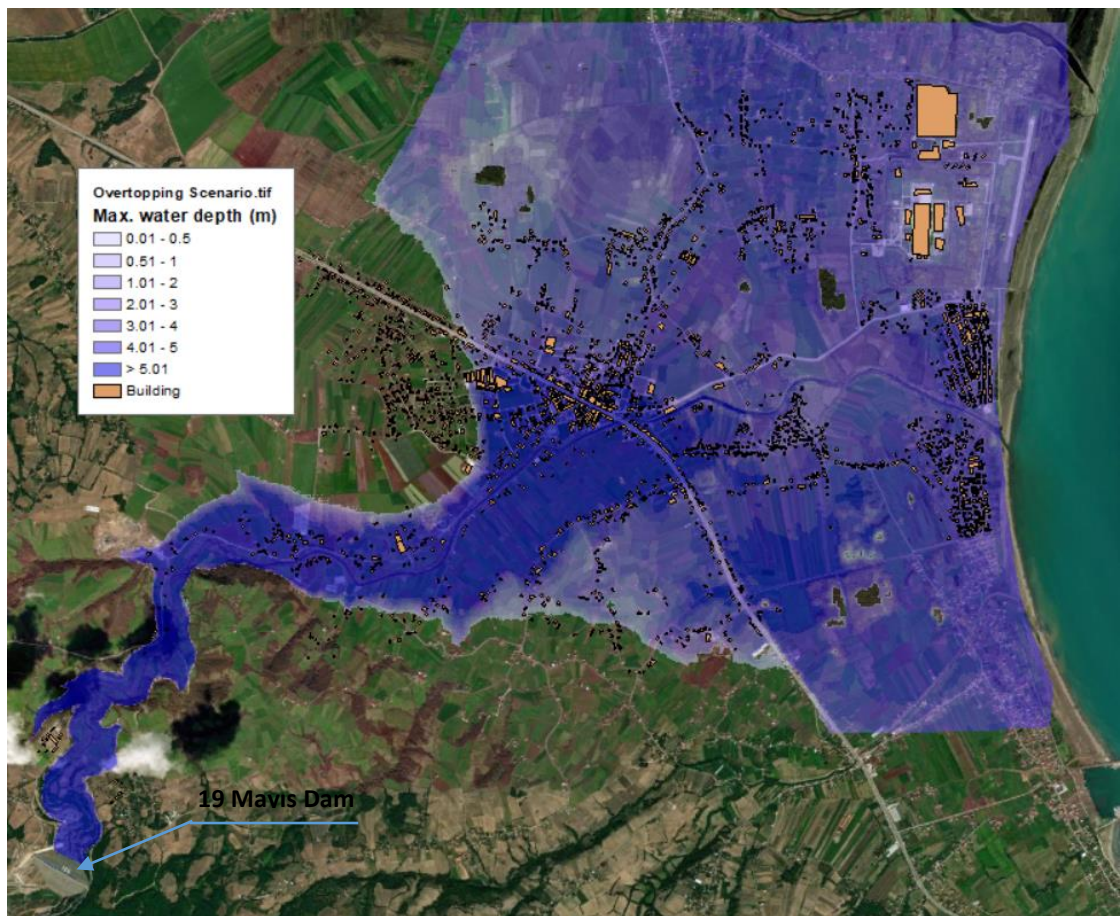 Overtopping Scenario.tif
Max. water depth (m)
0.01 - 0.5
0.51 - 1
1.01 - 2
2.01 - 3
3.01 - 4
4.01 - 5
> 5.01
Building
19 Mavıs Dam